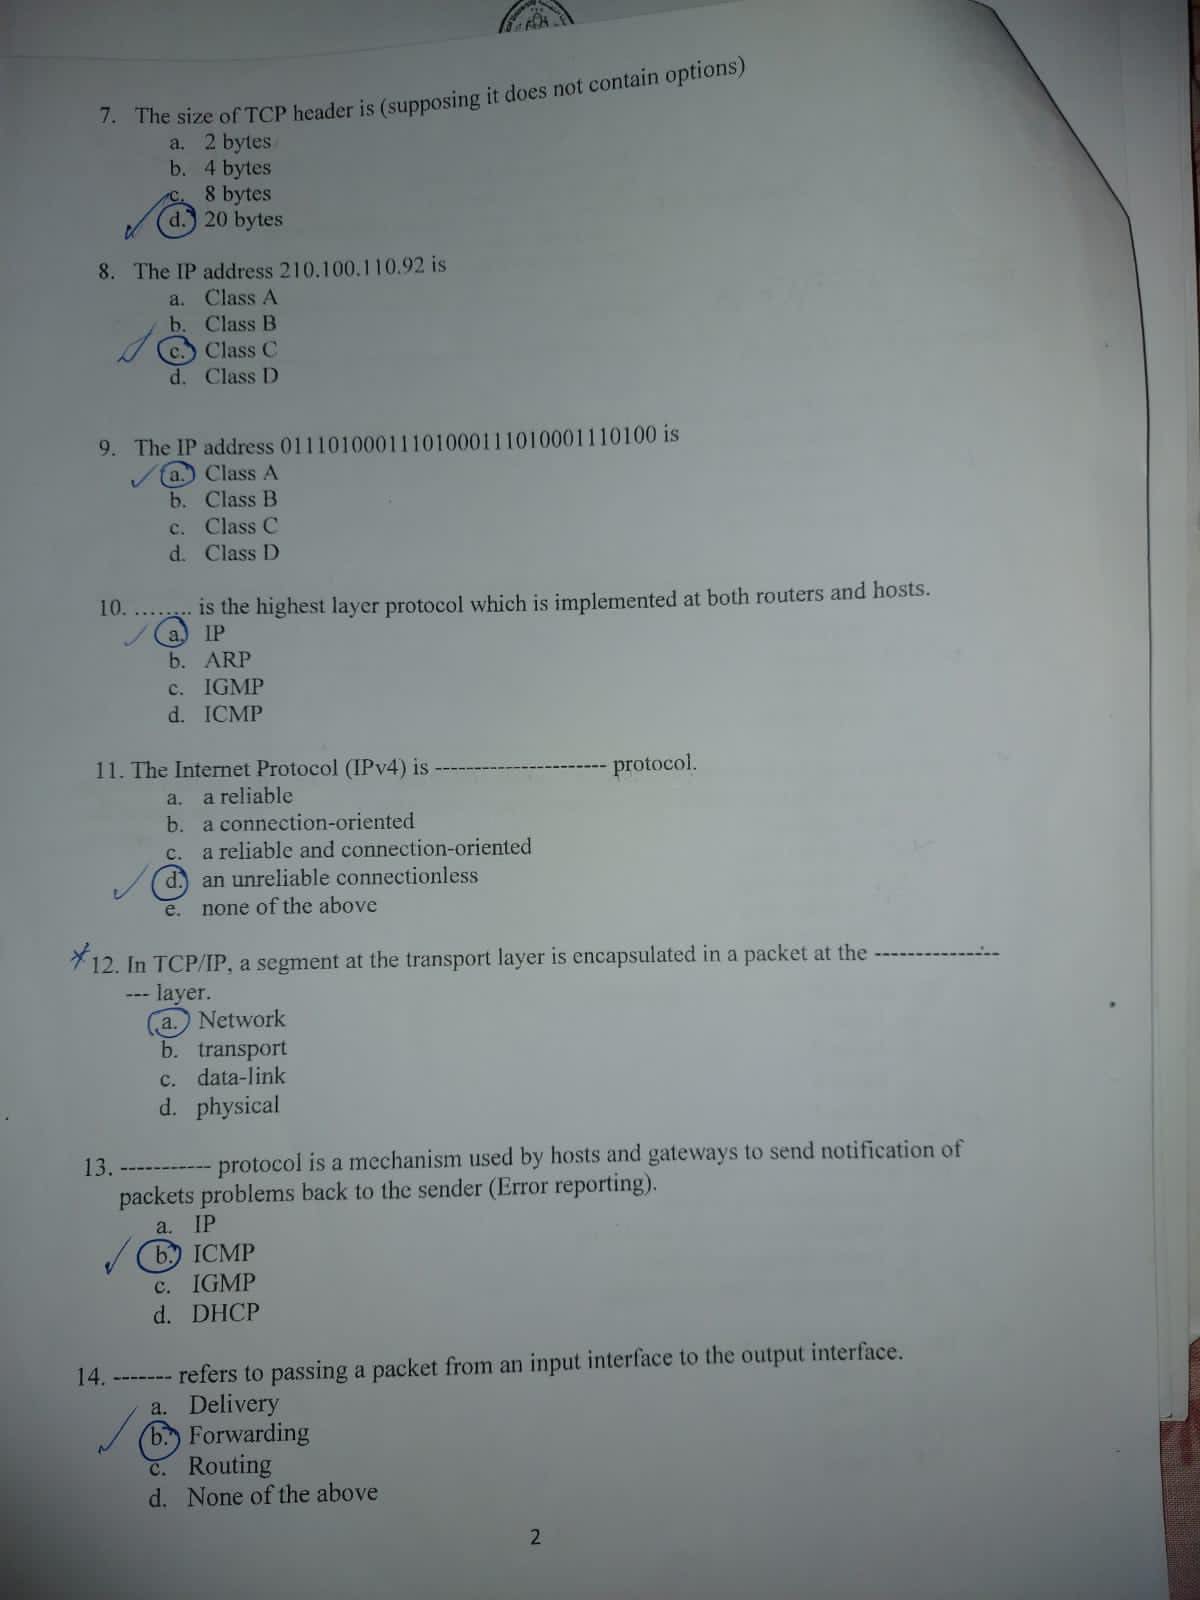 7. The size of TCP header is (supposing it does not contain options)
a. 2 bytes
b. 4 bytes
c. 8 bytes
d. 20 bytes
8. The IP address 210.100.110.92 is
a. Class A
b. Class B
c. Class C
d. Class D
9. The IP address 01110100011101000111010001110100 is
a. Class A
b. Class B
c. Class C
d. Class D
10. ........ is the highest layer protocol which is implemented at both routers and hosts.
a. IP
b. ARP
c. IGMP
d. ICMP
11. The Internet Protocol (IPv4) is ---------------------- protocol.
a. a reliable
b. a connection-oriented
c. a reliable and connection-oriented
d. an unreliable connectionless
e. none of the above
12. In TCP/IP, a segment at the transport layer is encapsulated in a packet at the ---------------
--- layer.
a. Network
b. transport
c. data-link
d. physical
13. ----------- protocol is a mechanism used by hosts and gateways to send notification of
packets problems back to the sender (Error reporting).
a. IP
b. ICMP
c. IGMP
d. DHCP
14. ------- refers to passing a packet from an input interface to the output interface.
a. Delivery
b. Forwarding
c. Routing
d. None of the above
2